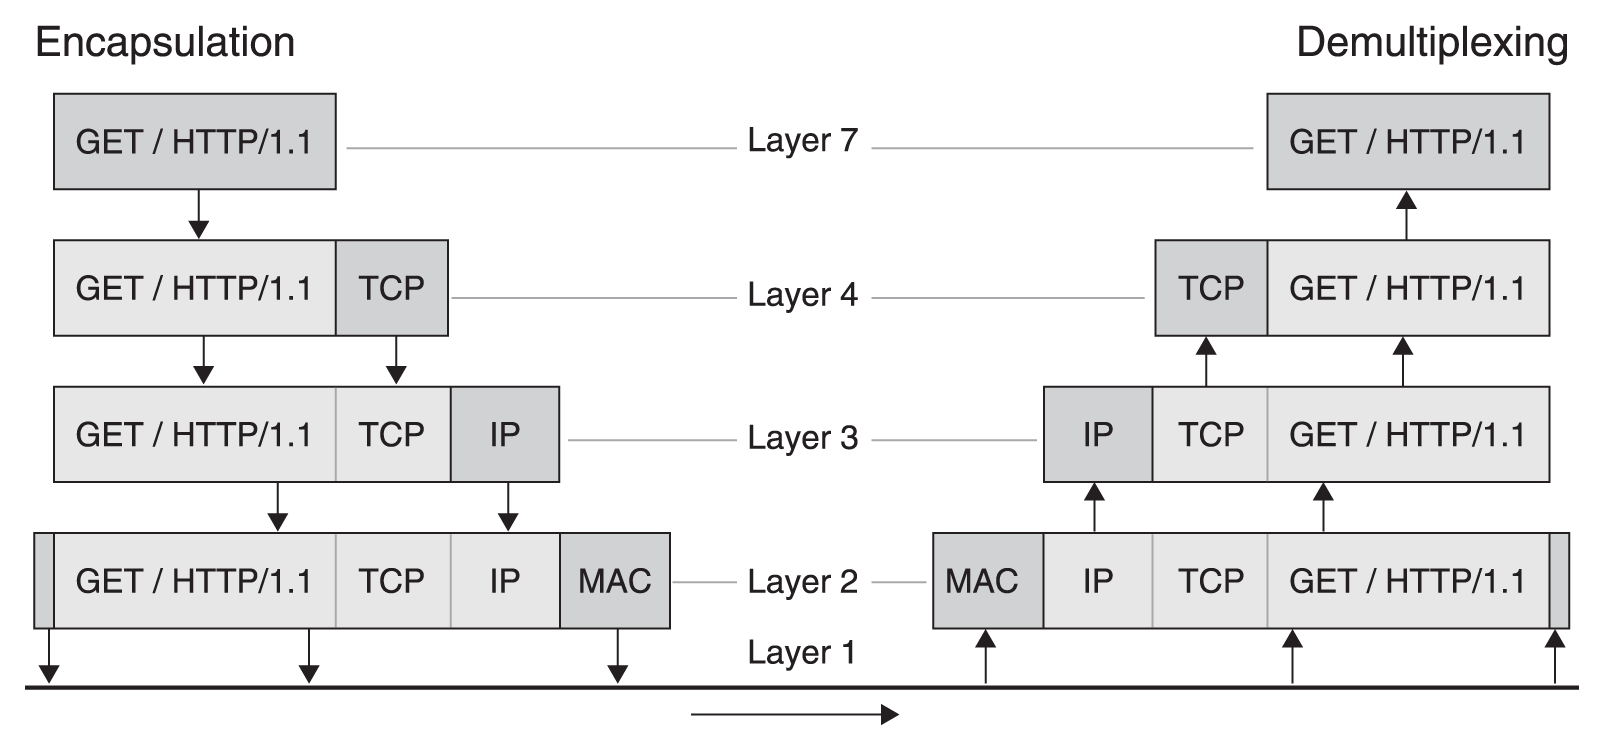 Encapsulation Demultiplexing
GET / HTTP/1.1 Layer 7 GET / HTTP/1.1
GET / HTTP/1.1 TCP Layer 4 TCP GET / HTTP/1.1
GET / HTTP/1.1 TCP IP Layer 3 IP TCP GET / HTTP/1.1
GET / HTTP/1.1 TCP IP MAC Layer 2 MAC IP TCP GET / HTTP/1.1
Layer 1